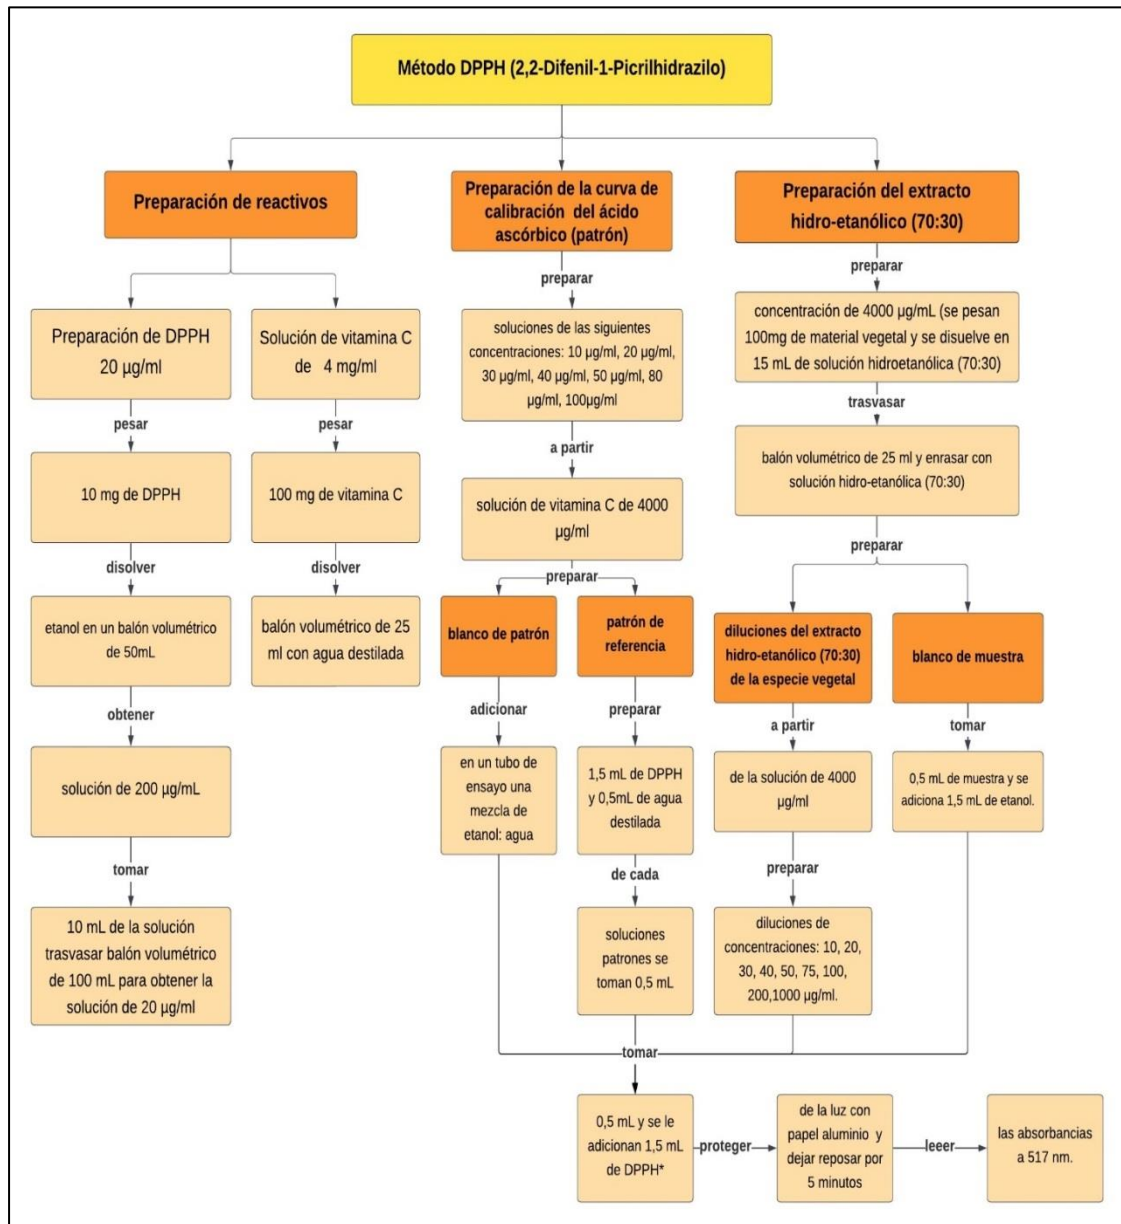 Método DPPH (2,2-Difenil-1-Picrilhidrazilo)
Preparación de reactivos
Preparación de DPPH
20 µg/ml
pesar
10 mg de DPPH
disolver
etanol en un balón volumétrico
de 50mL
obtener
solución de 200 µg/mL
tomar
10 mL de la solución
trasvasar balón volumétrico
de 100 mL para obtener la
solución de 20 µg/ml
Solución de vitamina C
de 4 mg/ml
pesar
100 mg de vitamina C
disolver
balón volumétrico de 25
ml con agua destilada
Preparación de la curva de
calibración del ácido
ascórbico (patrón)
preparar
soluciones de las siguientes
concentraciones: 10 µg/ml, 20 µg/ml,
30 µg/ml, 40 µg/ml, 50 µg/ml, 80
µg/ml, 100µg/ml
a partir
solución de vitamina C de 4000
µg/ml
preparar
blanco de patrón
adicionar
en un tubo de
ensayo una
mezcla de
etanol: agua
patrón de
referencia
preparar
1,5 mL de DPPH
y 0,5mL de agua
destilada
de cada
soluciones
patrones se
toman 0,5 mL
Preparación del extracto
hidro-etanólico (70:30)
preparar
concentración de 4000 µg/mL (se pesan
100mg de material vegetal y se disuelve en
15 mL de solución hidroetanólica (70:30)
trasvasar
balón volumétrico de 25 ml y enrasar con
solución hidro-etanólica (70:30)
preparar
diluciones del extracto
hidro-etanólico (70:30)
de la especie vegetal
a partir
de la solución de 4000
µg/ml
preparar
diluciones de
concentraciones: 10, 20,
30, 40, 50, 75, 100,
200,1000 µg/ml.
blanco de muestra
tomar
0,5 mL de muestra y se
adiciona 1,5 mL de etanol.
tomar
0,5 mL y se le
adicionan 1,5 mL
de DPPH*
proteger
de la luz con
papel aluminio y
dejar reposar por
5 minutos
leeer
las absorbancias
a 517 nm.